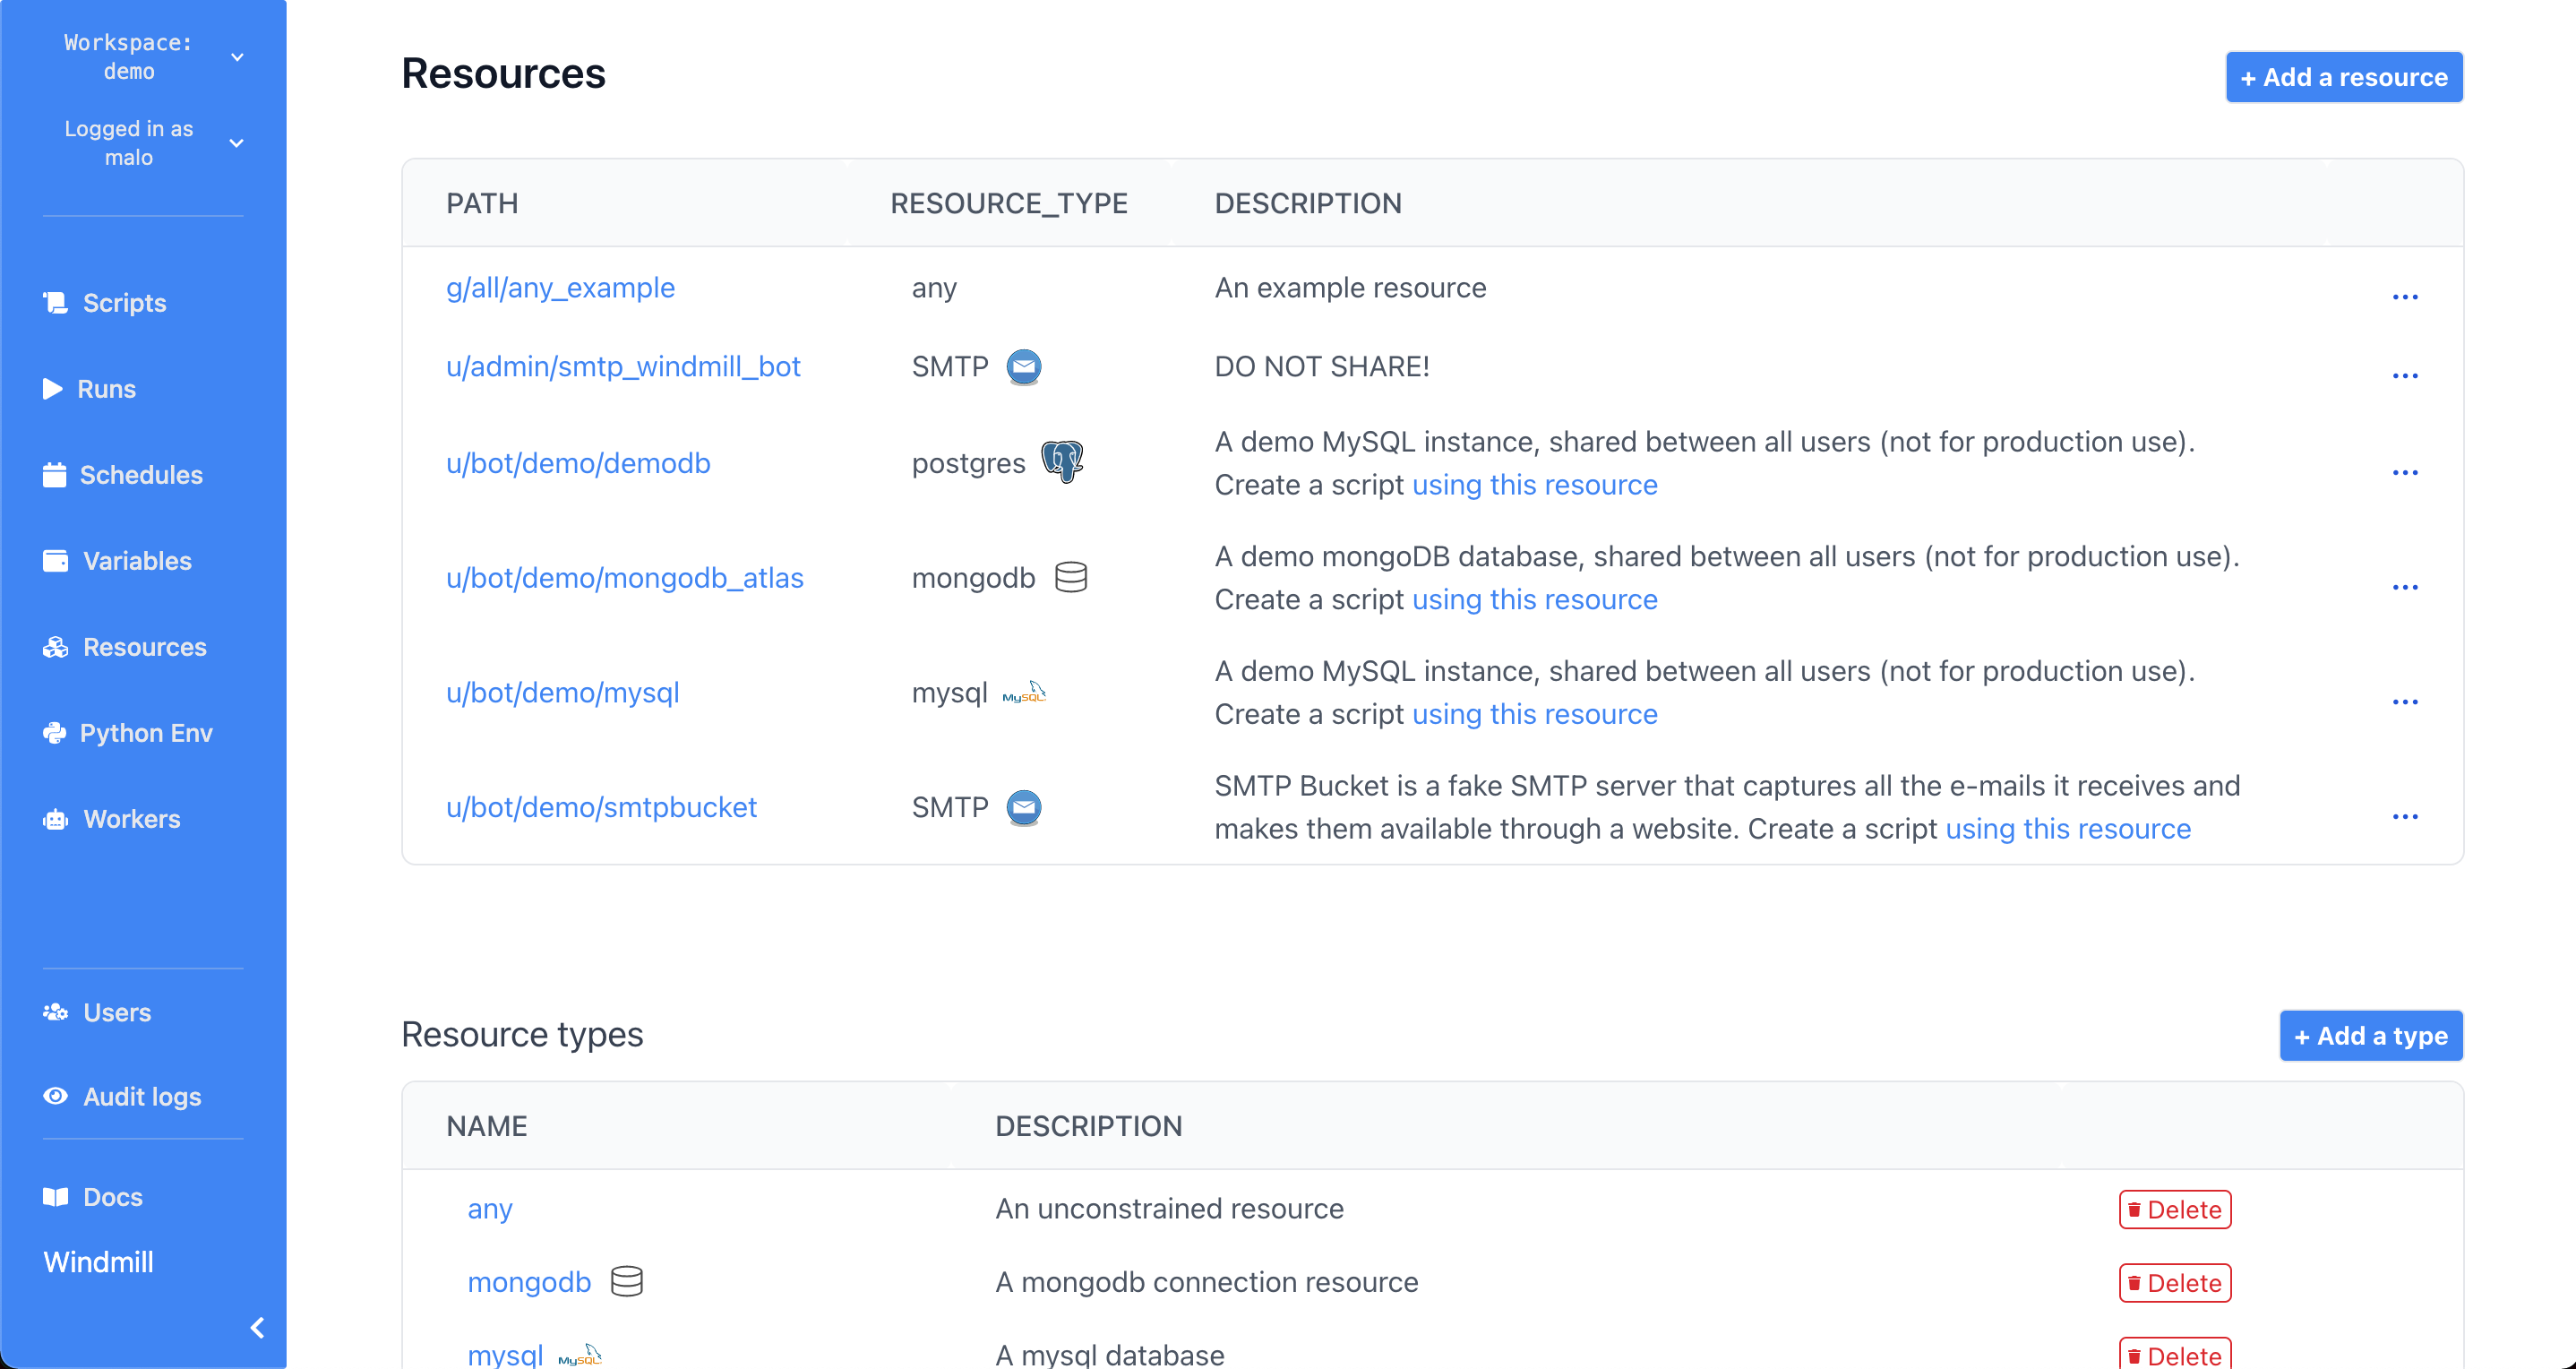 Workspace:
demo
Logged in as
malo
Scripts
Runs
Schedules
Variables
Resources
Python Env
Workers
Users
Audit logs
Docs
Windmill
Resources
+ Add a resource
PATH RESOURCE_TYPE DESCRIPTION
g/all/any_example any An example resource ...
u/admin/smtp_windmill_bot SMTP DO NOT SHARE! ...
u/bot/demo/demodb postgres A demo MySQL instance, shared between all users (not for production use).
Create a script using this resource ...
u/bot/demo/mongodb_atlas mongodb A demo mongoDB database, shared between all users (not for production use).
Create a script using this resource ...
u/bot/demo/mysql mysql MySQL A demo MySQL instance, shared between all users (not for production use).
Create a script using this resource ...
u/bot/demo/smtpbucket SMTP SMTP Bucket is a fake SMTP server that captures all the e-mails it receives and
makes them available through a website. Create a script using this resource ...
Resource types
+ Add a type
NAME DESCRIPTION
any An unconstrained resource Delete
mongodb A mongodb connection resource Delete
mysql MySQL A mysql database Delete